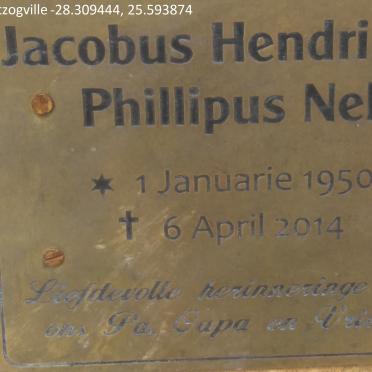 tzogville -28.309444, 25.593874
Jacobus Hendri
Phillipus Nel
* 1 Januarie 1950
† 6 April 2014
Liefdevolle herinneringe
ons Pa, Oupa en Vri